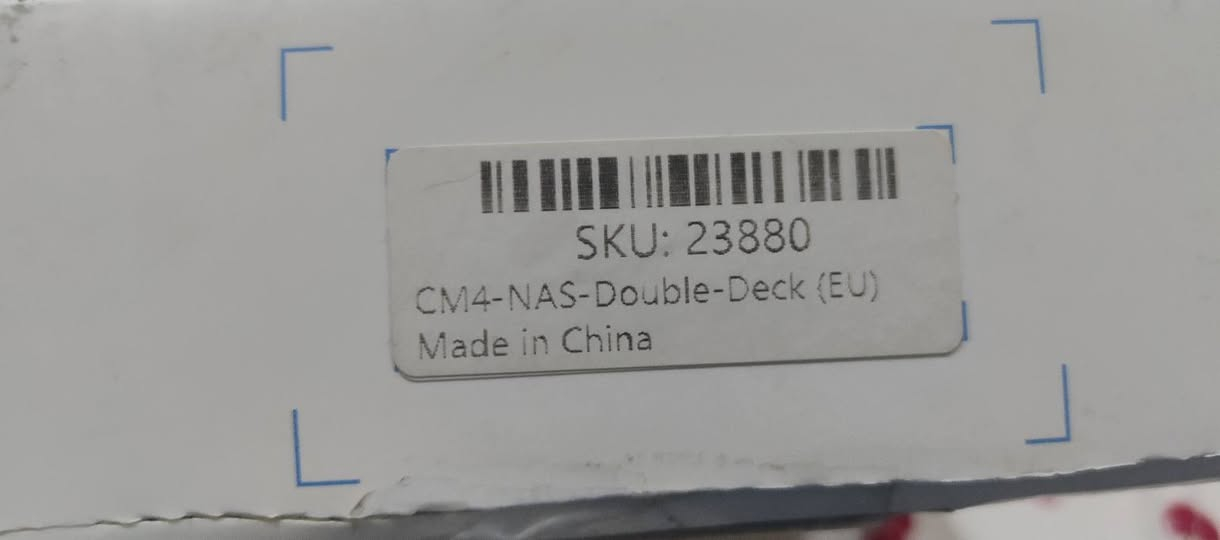 SKU: 23880
CM4-NAS-Double-Deck (EU)
Made in China